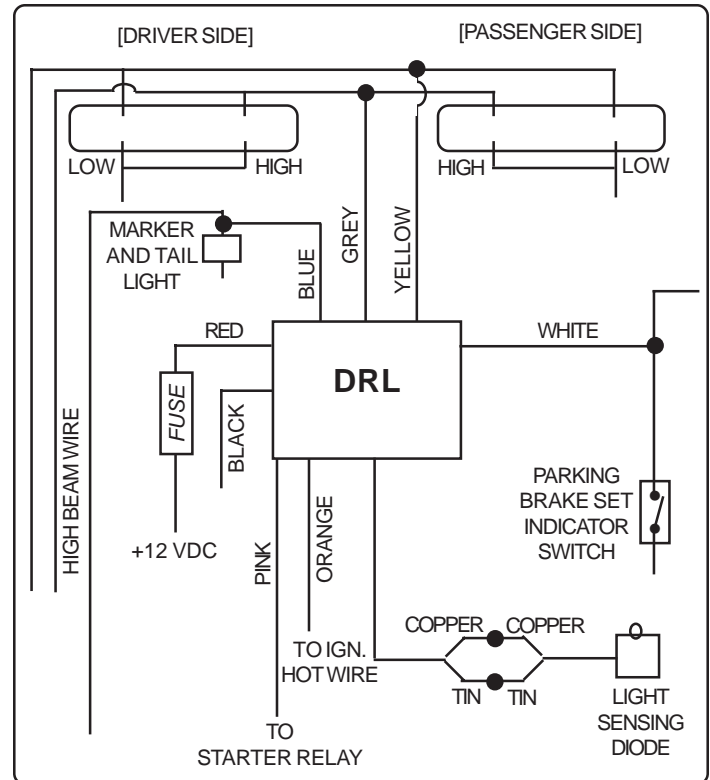 [DRIVER SIDE]
[PASSENGER SIDE]
LOW
HIGH
HIGH
LOW
MARKER
AND TAIL
LIGHT
BLUE
GREY
YELLOW
RED
WHITE
DRL
FUSE
BLACK
HIGH BEAM WIRE
+12 VDC
PINK
ORANGE
PARKING
BRAKE SET
INDICATOR
SWITCH
TO IGN.
HOT WIRE
COPPER
COPPER
TIN
TIN
LIGHT
SENSING
DIODE
TO
STARTER RELAY